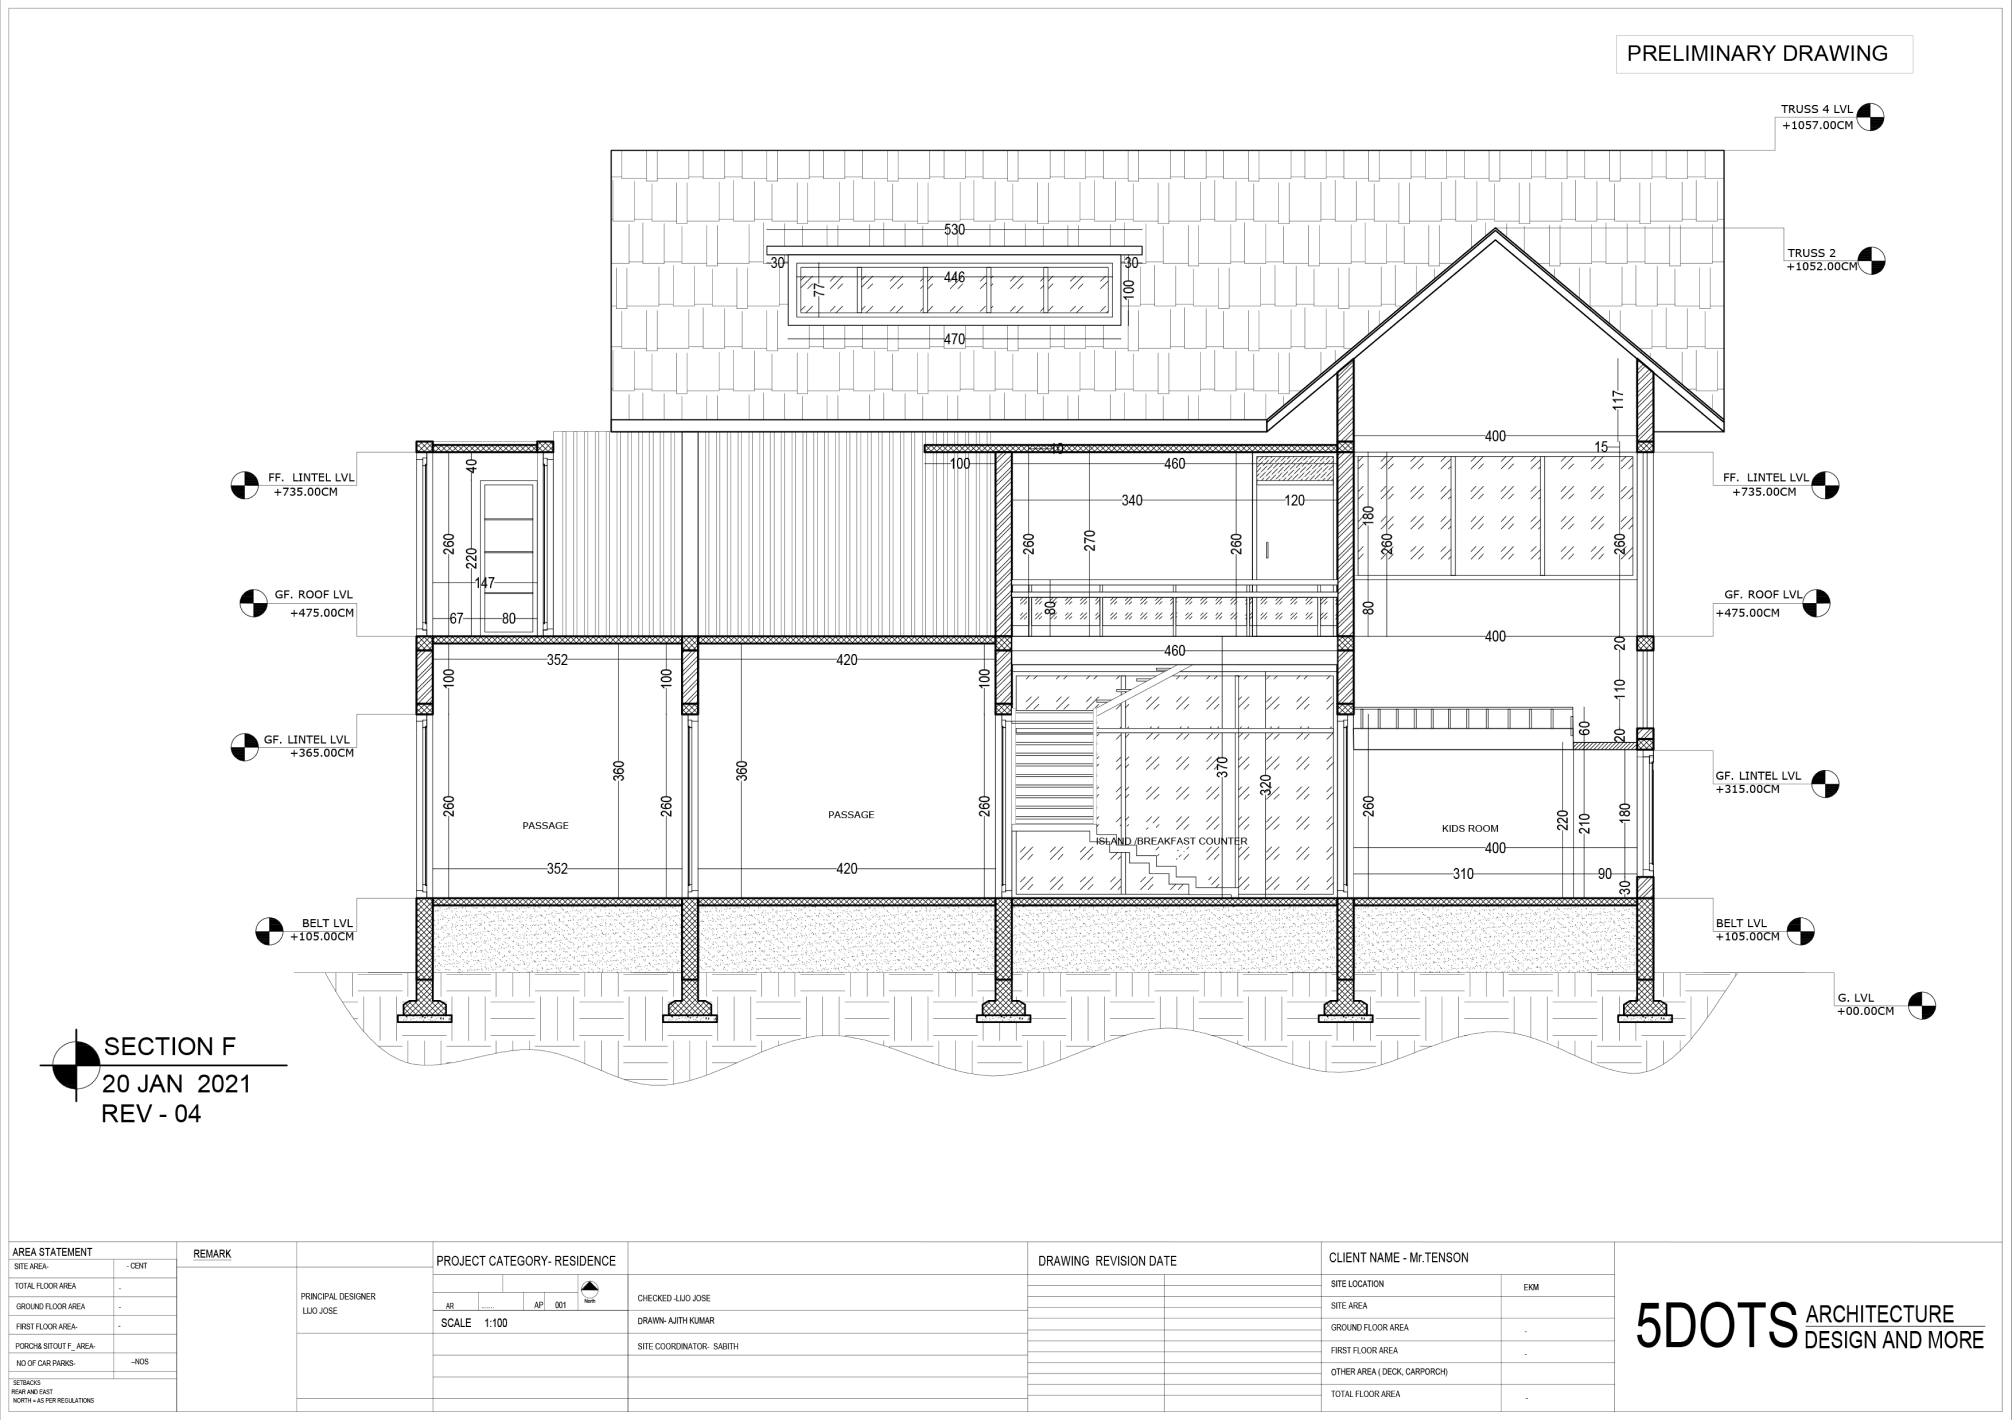 PRELIMINARY DRAWING
TRUSS 4 LVL
+1057.00CM
TRUSS 2
+1052.00CM
530
30
446
30
77
100
470
117
400
15
40
10
100
460
FF. LINTEL LVL
+735.00CM
FF. LINTEL LVL
+735.00CM
340
120
180
260
220
260
270
260
260
260
147
67
80
80
80
GF. ROOF LVL
+475.00CM
GF. ROOF LVL
+475.00CM
400
20
352
420
460
100
100
100
110
GF. LINTEL LVL
+365.00CM
60
20
360
360
370
320
GF. LINTEL LVL
+315.00CM
260
260
260
260
220
210
180
PASSAGE
PASSAGE
ISLAND /BREAKFAST COUNTER
KIDS ROOM
400
352
420
310
90
30
BELT LVL
+105.00CM
BELT LVL
+105.00CM
G. LVL
+00.00CM
SECTION F
20 JAN 2021
REV - 04
AREA STATEMENT
SITE AREA-
- CENT
TOTAL FLOOR AREA
-
GROUND FLOOR AREA
-
FIRST FLOOR AREA-
-
PORCH& SITOUT F_ AREA-
NO OF CAR PARKS-
--NOS
SETBACKS
REAR AND EAST
NORTH = AS PER REGULATIONS
REMARK
PRINCIPAL DESIGNER
LIJO JOSE
PROJECT CATEGORY- RESIDENCE
North
AR
......
AP
001
SCALE 1:100
CHECKED -LIJO JOSE
DRAWN- AJITH KUMAR
SITE COORDINATOR- SABITH
DRAWING REVISION DATE
CLIENT NAME - Mr.TENSON
SITE LOCATION
EKM
SITE AREA
GROUND FLOOR AREA
-
FIRST FLOOR AREA
-
OTHER AREA ( DECK, CARPORCH)
TOTAL FLOOR AREA
-
5DOTS
ARCHITECTURE
DESIGN AND MORE